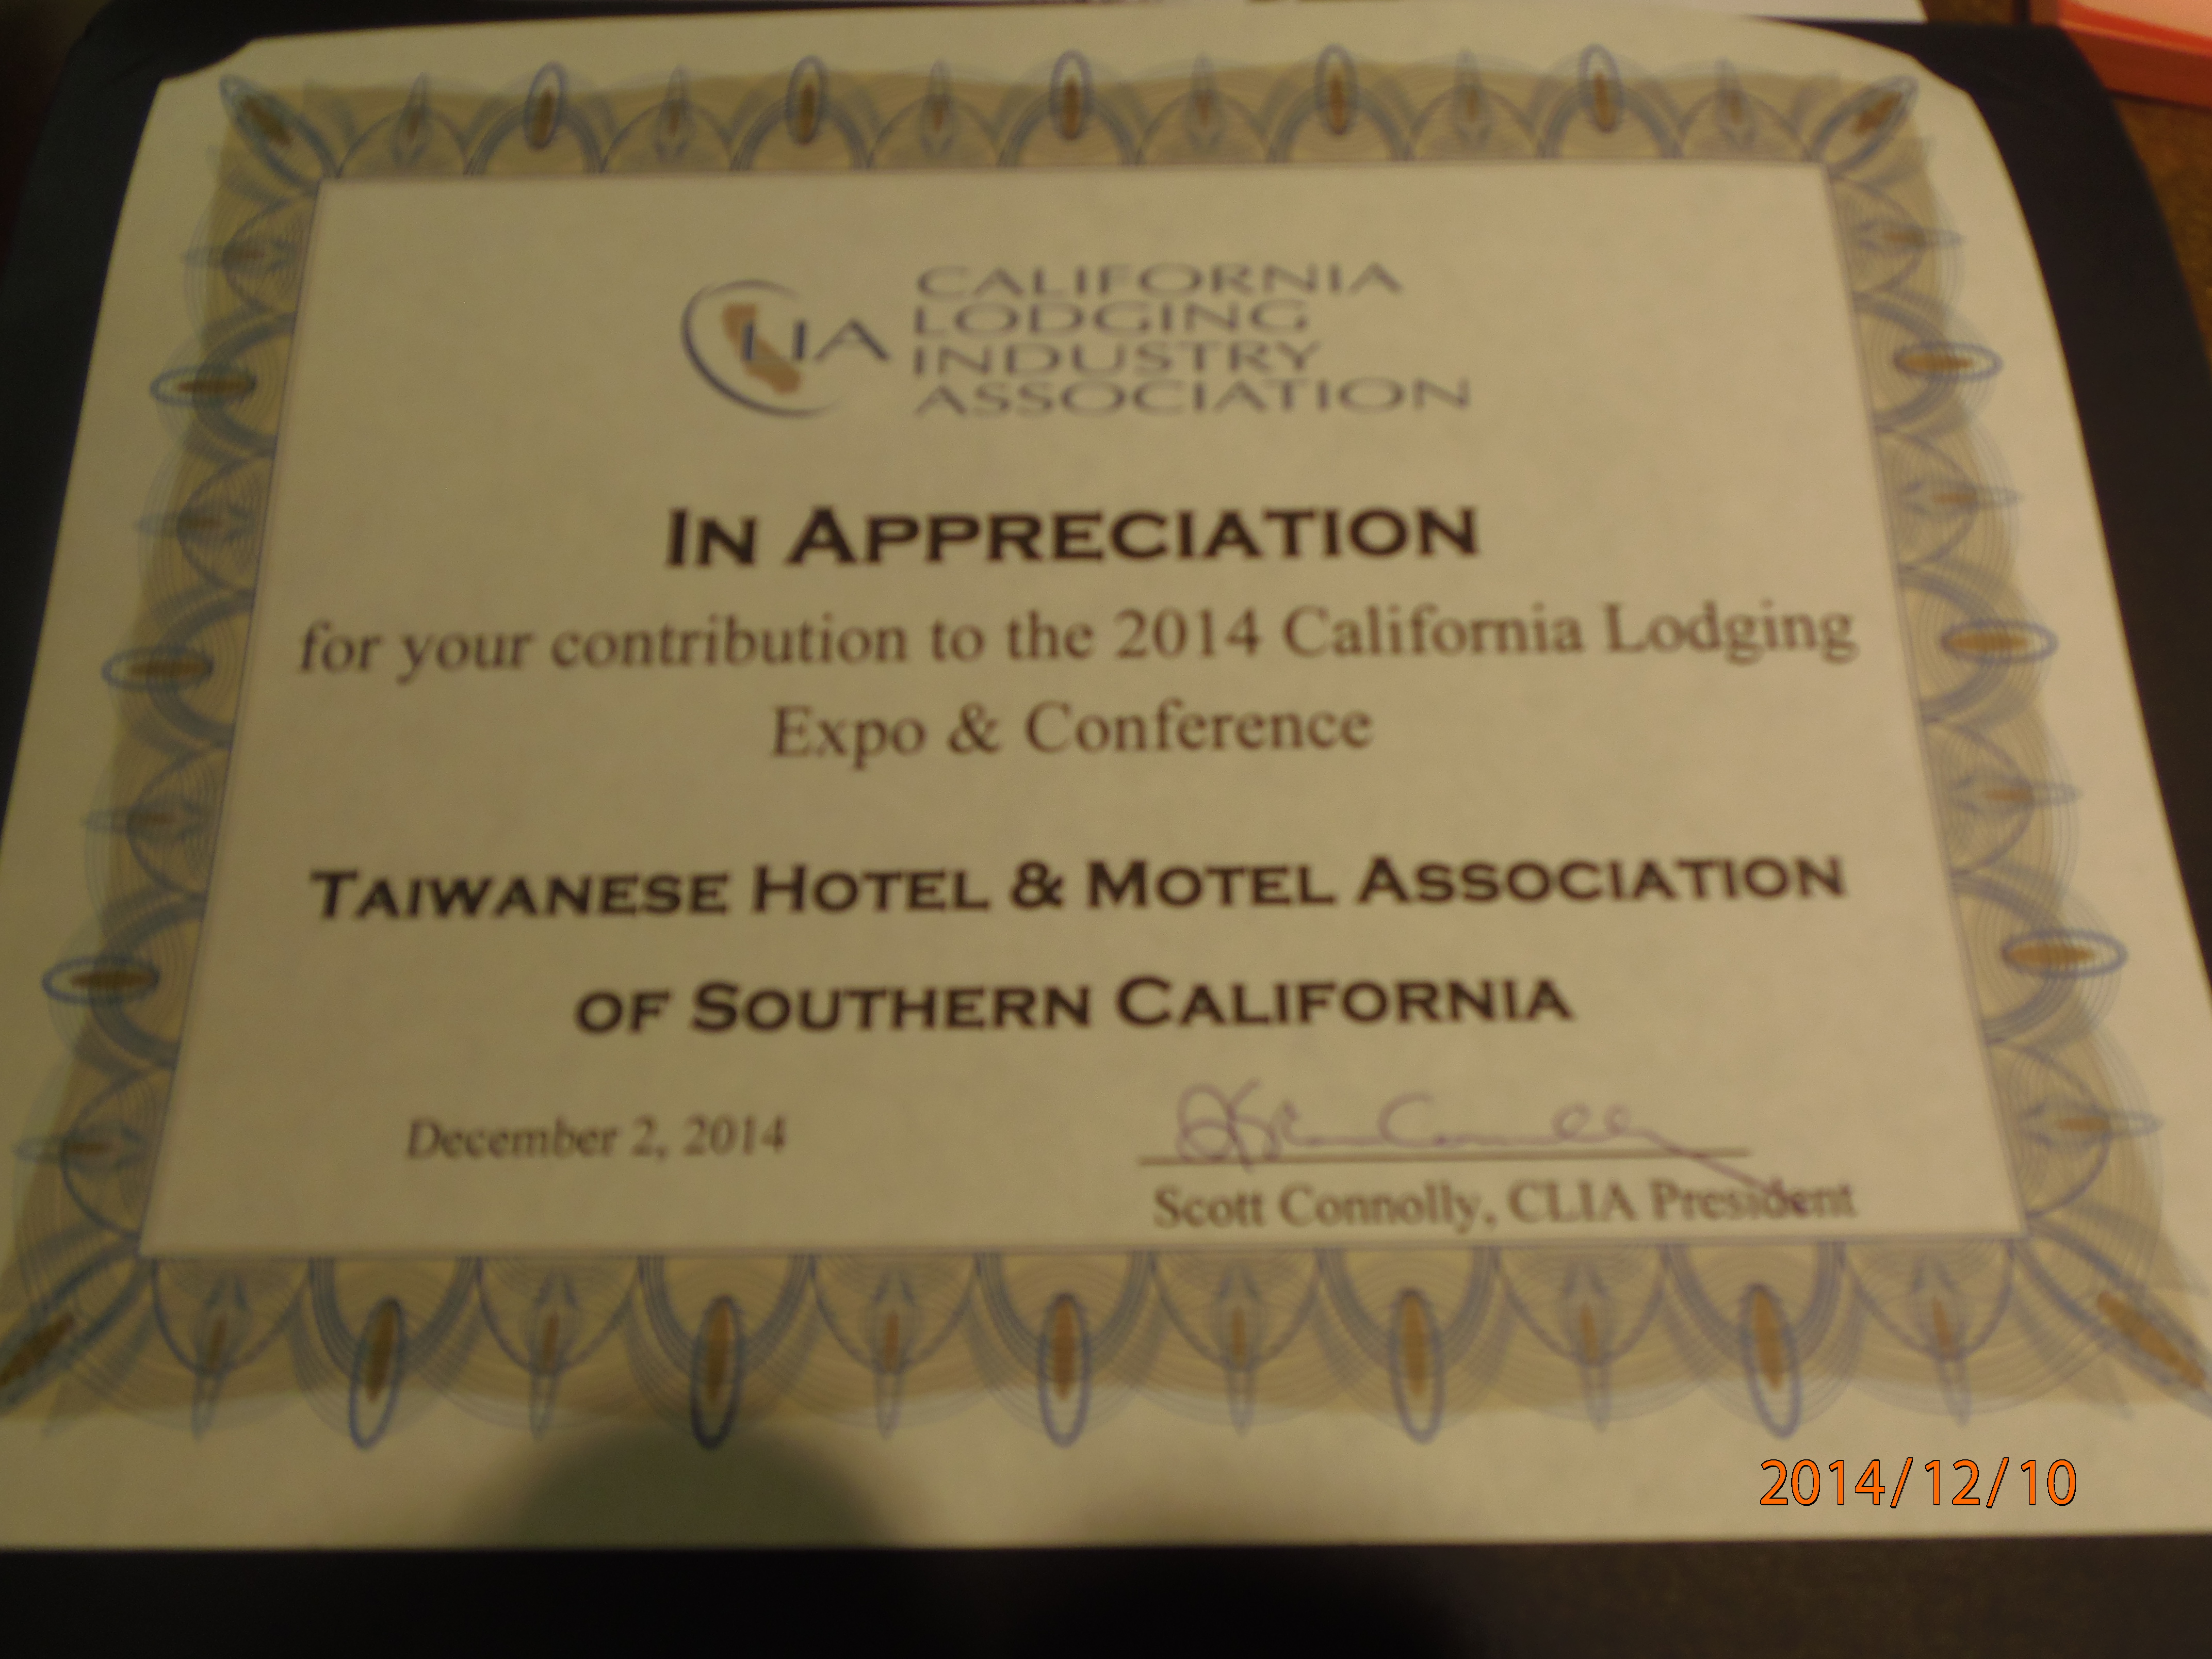 CLIA
CALIFORNIA
LODGING
INDUSTRY
ASSOCIATION
IN APPRECIATION
for your contribution to the 2014 California Lodging
Expo & Conference
TAIWANESE HOTEL & MOTEL ASSOCIATION
OF SOUTHERN CALIFORNIA
December 2, 2014
Scott Connolly, CLIA President
2014/12/10